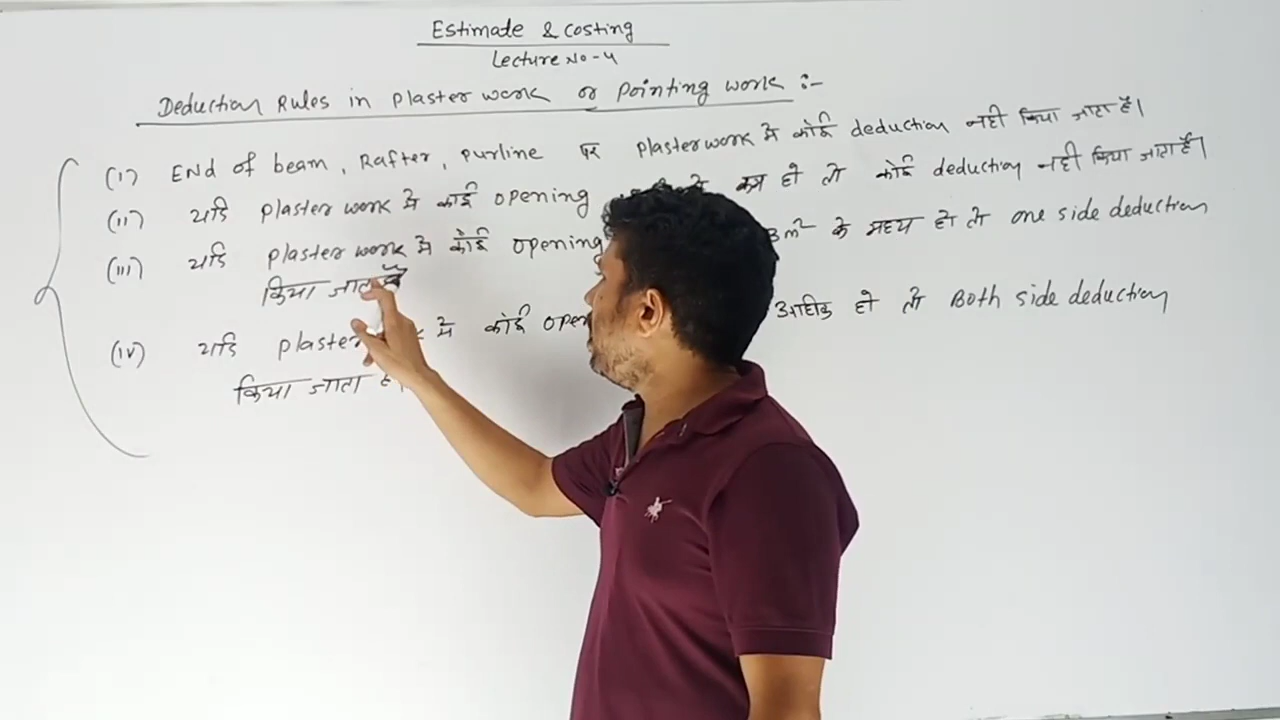 Estimate & Costing
Lecture No-4
Deduction Rules in Plaster work or Pointing work :-
(i) End of beam, Rafter, Purline पर Plaster work मे कोई deduction नही किया जाता है।
(ii) यदि Plaster work मे कोई opening कम हो तो कोई deduction नही किया जाता है।
(iii) यदि Plaster work मे कोई opening 3m² के मध्य हो तो one side deduction
किया जाता है
(iv) यदि Plaster मे कोई अधीक हो तो Both side deduction
किया जाता